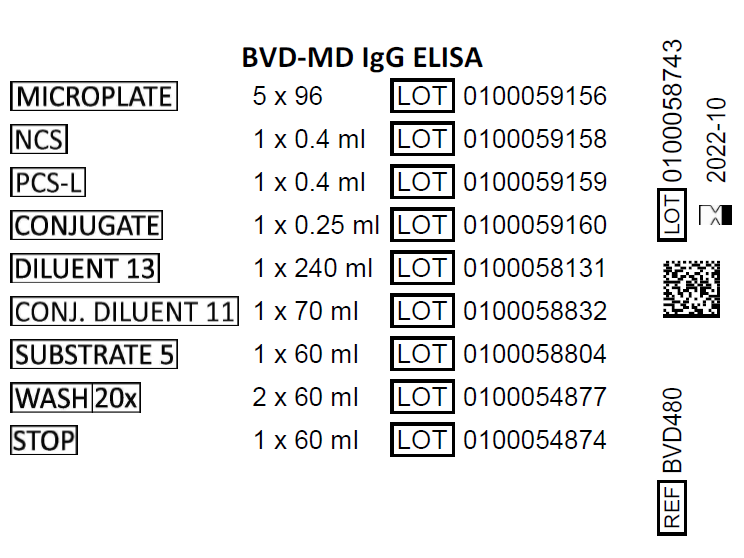 BVD-MD IgG ELISA
MICROPLATE 5 x 96 LOT 0100059156
NCS 1 x 0.4 ml LOT 0100059158
PCS-L 1 x 0.4 ml LOT 0100059159
CONJUGATE 1 x 0.25 ml LOT 0100059160
DILUENT 13 1 x 240 ml LOT 0100058131
CONJ. DILUENT 11 1 x 70 ml LOT 0100058832
SUBSTRATE 5 1 x 60 ml LOT 0100058804
WASH 20x 2 x 60 ml LOT 0100054877
STOP 1 x 60 ml LOT 0100054874
LOT 0100058743
2022-10
REF BVD480